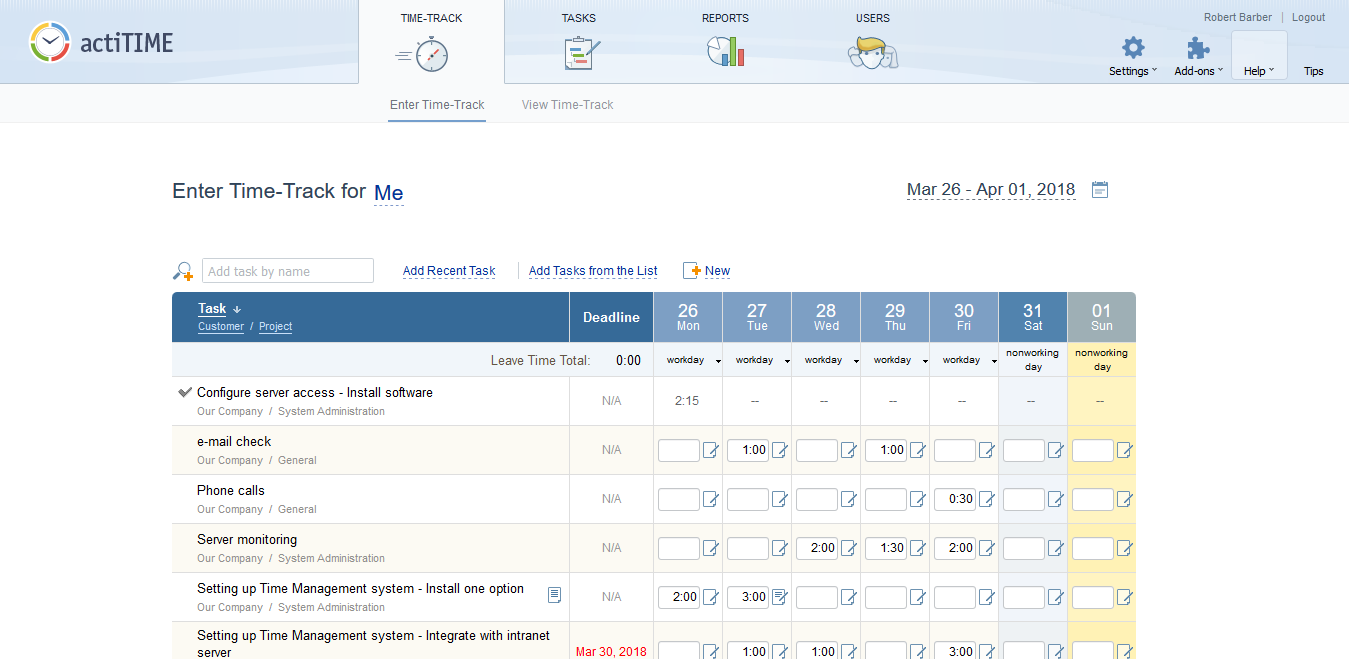 actiTIME
TIME-TRACK TASKS REPORTS USERS
Robert Barber | Logout
Settings Add-ons Help Tips
Enter Time-Track View Time-Track
Enter Time-Track for Me
Mar 26 - Apr 01, 2018
Add task by name Add Recent Task Add Tasks from the List New
Task ↓
Customer / Project
Deadline
26 27 28 29 30 31 01
Mon Tue Wed Thu Fri Sat Sun
Leave Time Total: 0:00 workday workday workday workday workday nonworking day nonworking day
Configure server access - Install software
Our Company / System Administration
N/A 2:15 -- -- -- -- -- --
e-mail check
Our Company / General
N/A 1:00 1:00
Phone calls
Our Company / General
N/A 0:30
Server monitoring
Our Company / System Administration
N/A 2:00 1:30 2:00
Setting up Time Management system - Install one option
Our Company / System Administration
N/A 2:00 3:00
Setting up Time Management system - Integrate with intranet
server
Mar 30, 2018 1:00 1:00 3:00